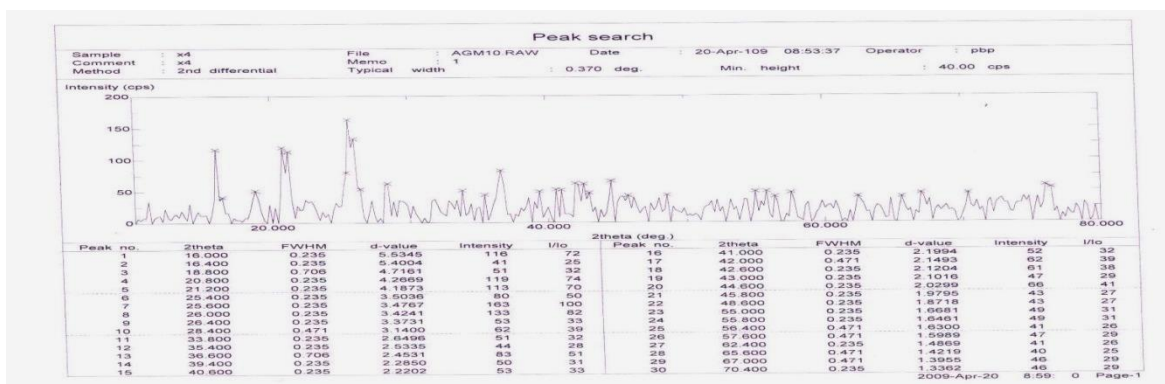 Peak search
Sample : x4 File : AGM10.RAW Date : 20-Apr-109 08:53:37 Operator : pbp
Comment : x4 Memo : 1
Method : 2nd differential Typical width : 0.370 deg. Min. height : 40.00 cps
Intensity (cps)
200
150
100
50
0
20.000 40.000 60.000 80.000
2theta (deg.)
Peak no. 2theta FWHM d-value Intensity I/Io Peak no. 2theta FWHM d-value Intensity I/Io
1 16.000 0.235 5.5345 116 72 16 41.000 0.235 2.1994 52 32
2 16.400 0.235 5.4004 41 25 17 42.000 0.471 2.1493 62 39
3 18.800 0.706 4.7161 51 32 18 42.600 0.235 2.1204 61 38
4 20.800 0.235 4.2669 119 74 19 43.000 0.235 2.1016 47 29
5 21.200 0.235 4.1873 113 70 20 44.600 0.235 2.0299 66 41
6 25.400 0.235 3.5036 80 50 21 45.800 0.235 1.9795 43 27
7 25.600 0.235 3.4767 163 100 22 48.600 0.235 1.8718 43 27
8 26.000 0.235 3.4241 133 82 23 55.000 0.235 1.6681 49 31
9 26.400 0.235 3.3731 53 33 24 55.800 0.235 1.6461 49 31
10 28.400 0.471 3.1400 62 39 25 56.400 0.471 1.6300 41 26
11 33.800 0.235 2.6496 51 32 26 57.600 0.471 1.5989 47 29
12 35.400 0.235 2.5335 44 28 27 62.400 0.235 1.4869 41 26
13 36.600 0.706 2.4531 83 51 28 65.600 0.471 1.4219 40 25
14 39.400 0.235 2.2850 50 31 29 67.000 0.471 1.3955 46 29
15 40.600 0.235 2.2202 53 33 30 70.400 0.235 1.3362 46 29
2009-Apr-20 8:59: 0 Page-1